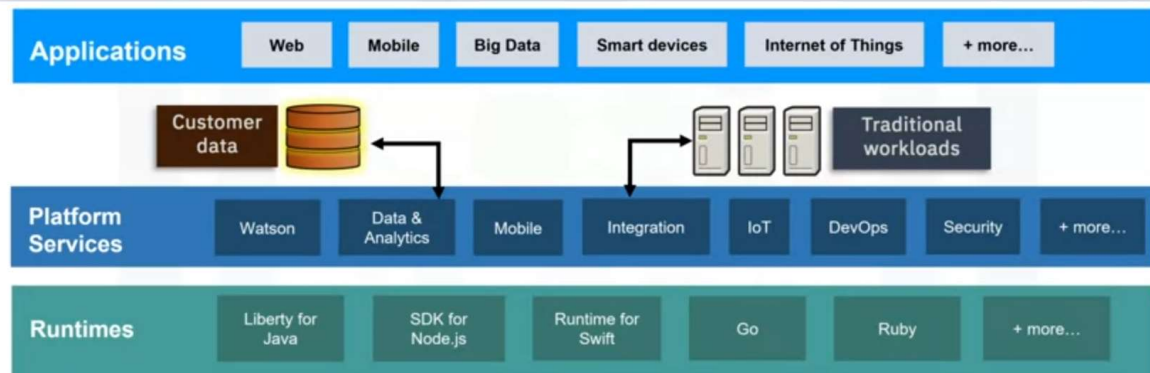 Applications
Web
Mobile
Big Data
Smart devices
Internet of Things
+ more...
Customer
data
Traditional
workloads
Platform
Services
Watson
Data &
Analytics
Mobile
Integration
IoT
DevOps
Security
+ more...
Runtimes
Liberty for
Java
SDK for
Node.js
Runtime for
Swift
Go
Ruby
+ more...